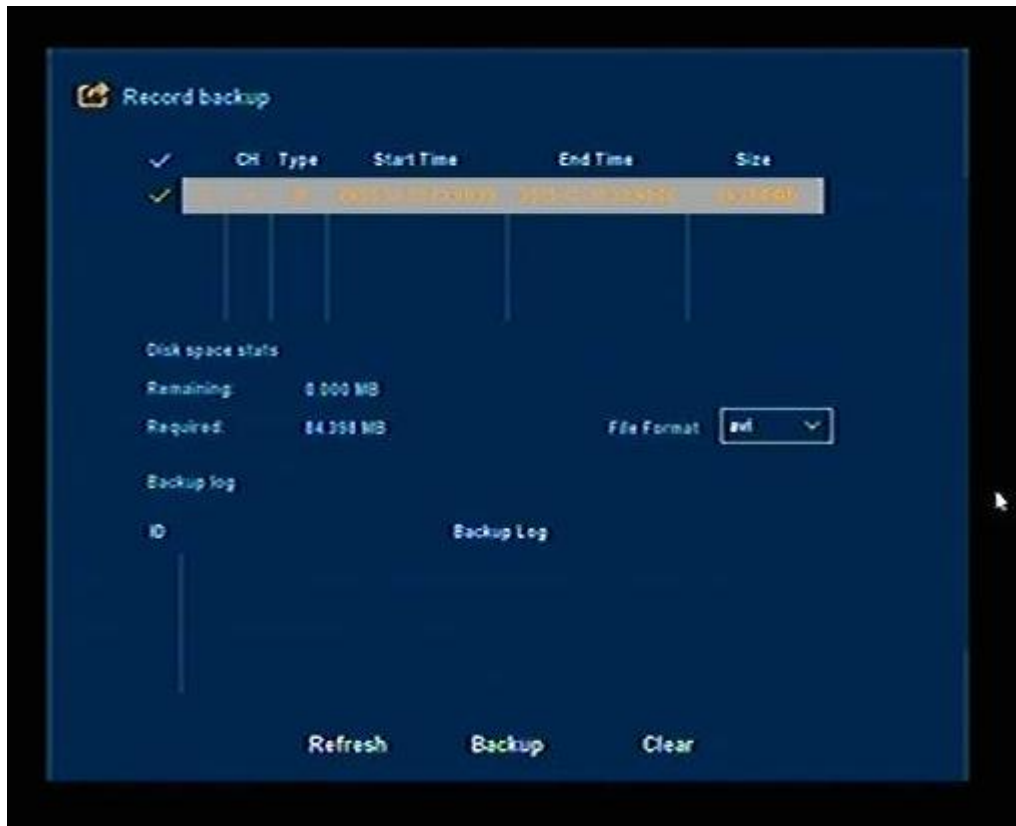 Record backup
CH Type Start Time End Time Size
Disk space stats
Remaining: 0.000 MB
Required: 84.398 MB File Format avi
Backup log
ID Backup Log
Refresh Backup Clear